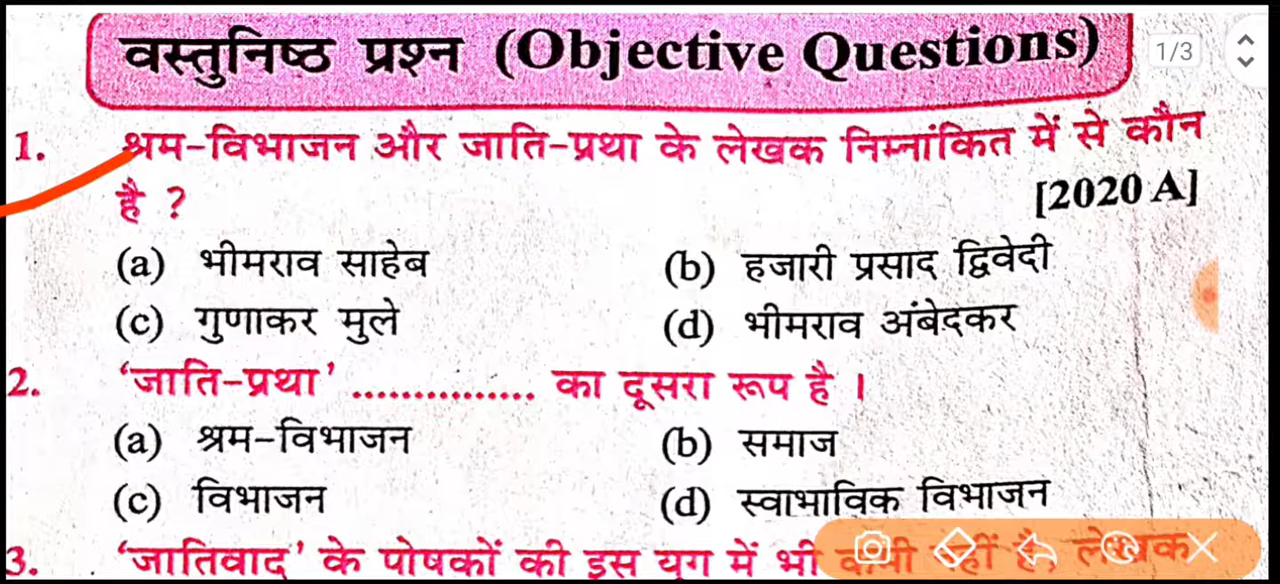 वस्तुनिष्ठ प्रश्न (Objective Questions)
1/3
1. श्रम-विभाजन और जाति-प्रथा के लेखक निम्नांकित में से कौन
है ? [2020 A]
(a) भीमराव साहेब (b) हजारी प्रसाद द्विवेदी
(c) गुणाकर मुले (d) भीमराव अंबेदकर
2. ‘जाति-प्रथा’ ............... का दूसरा रूप है ।
(a) श्रम-विभाजन (b) समाज
(c) विभाजन (d) स्वाभाविक विभाजन
3. ‘जातिवाद’ के पोषकों की इस युग में भी